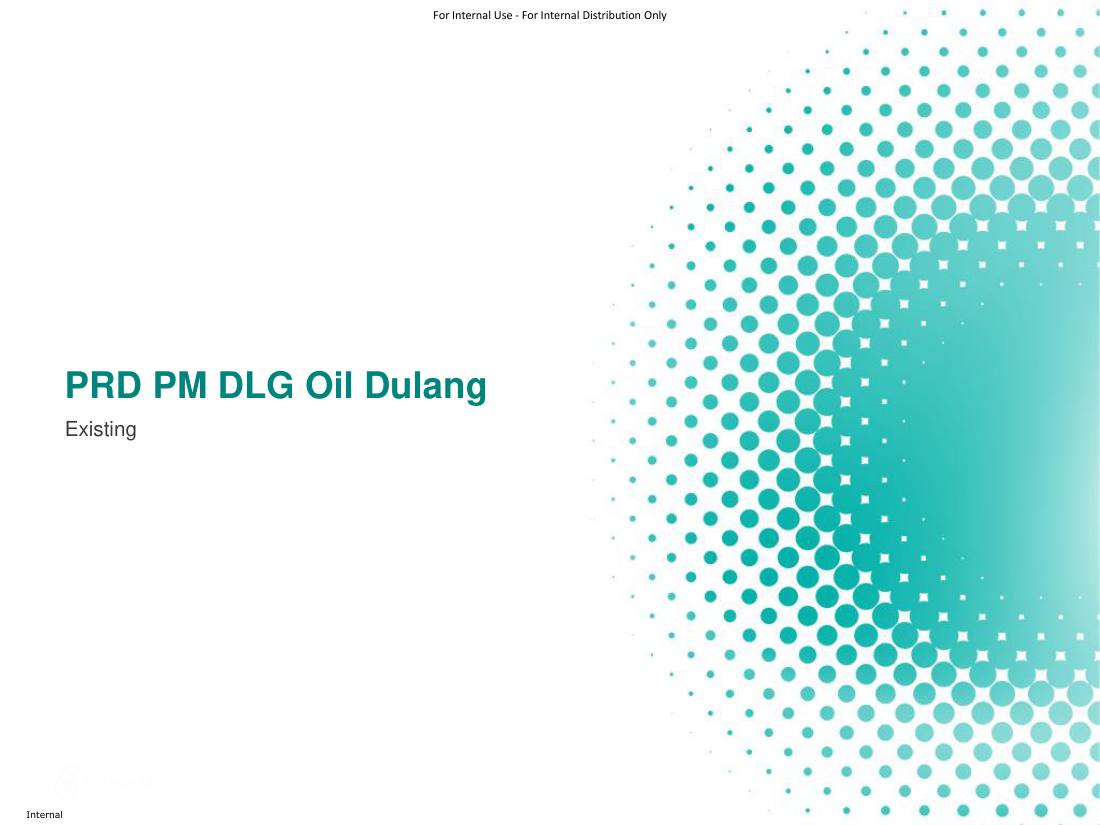 For Internal Use - For Internal Distribution Only
PRD PM DLG Oil Dulang
Existing
Internal